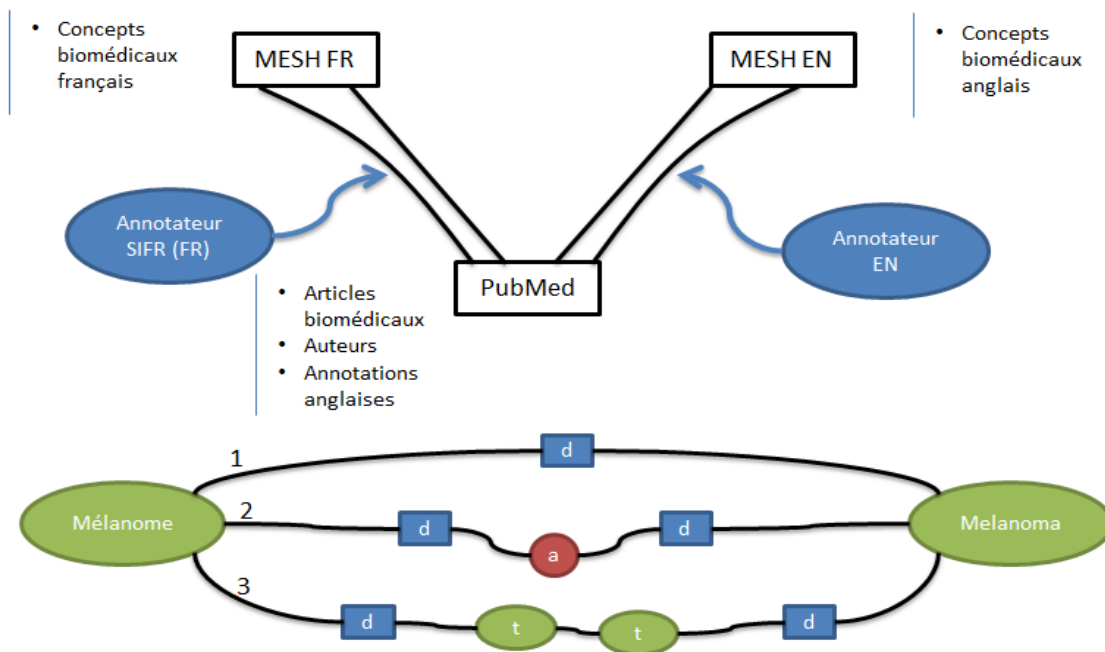 • Concepts
biomédicaux
français
MESH FR
MESH EN
• Concepts
biomédicaux
anglais
Annotateur
SIFR (FR)
Annotateur
EN
PubMed
• Articles
biomédicaux
• Auteurs
• Annotations
anglaises
1
d
Mélanome
2
d
a
d
Melanoma
3
d
t
t
d